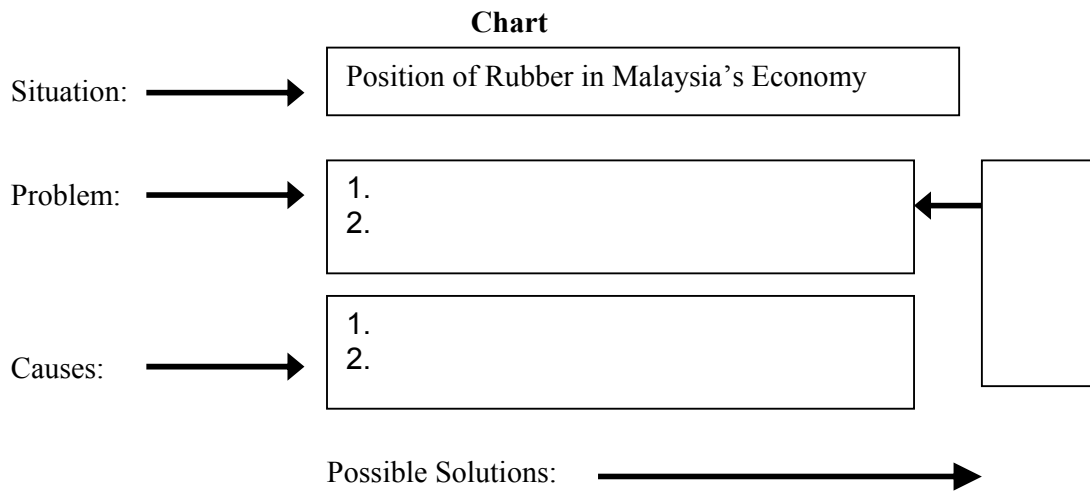 Chart
Situation:
Position of Rubber in Malaysia’s Economy
Problem:
1.
2.
Causes:
1.
2.
Possible Solutions: